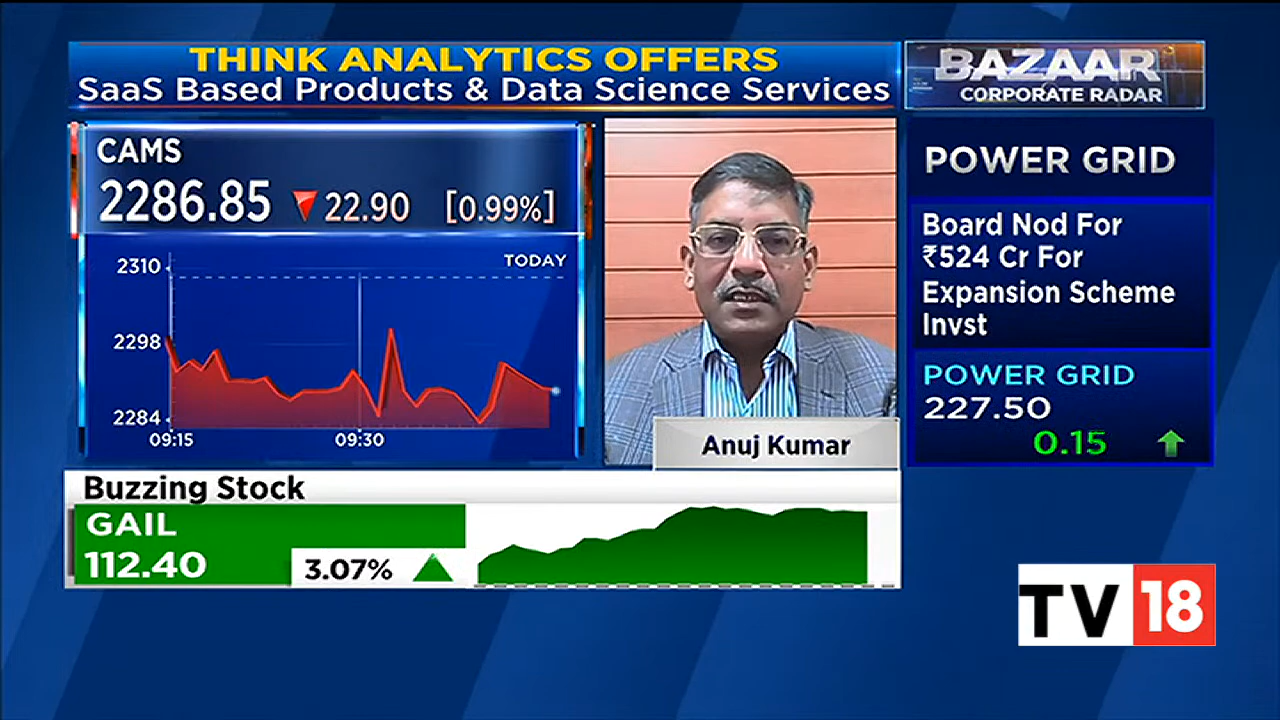 THINK ANALYTICS OFFERS
SaaS Based Products & Data Science Services
BAZAAR
CORPORATE RADAR
CAMS
2286.85 ▼ 22.90 [0.99%]
TODAY
2310
2298
2284
09:15 09:30
Anuj Kumar
POWER GRID
Board Nod For
₹524 Cr For
Expansion Scheme
Invst
POWER GRID
227.50
0.15
Buzzing Stock
GAIL
112.40
3.07%
TV18